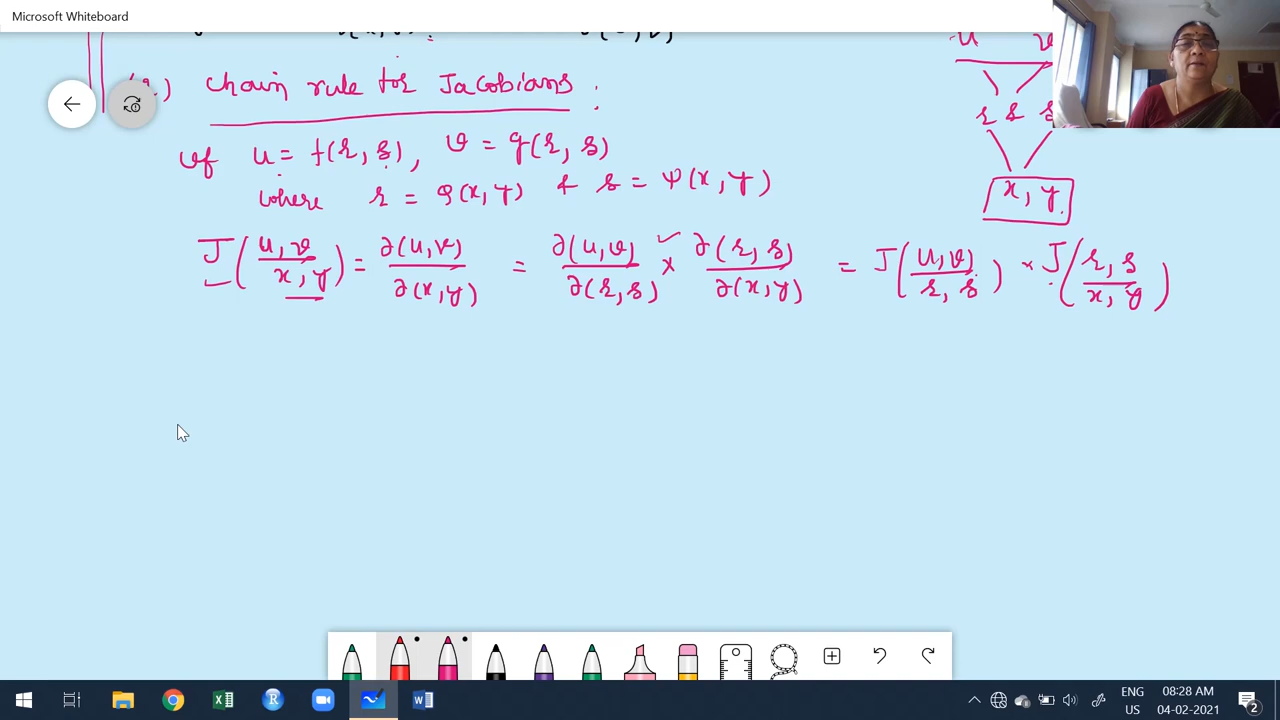 Microsoft Whiteboard
u
Chain rule for Jacobians :
r & s
If u = f(r, s), v = g(r, s)
where r = φ(x, y) & s = ψ(x, y)
x, y
J(u, v / x, y) = ∂(u, v) / ∂(x, y) = ∂(u, v) / ∂(r, s) × ∂(r, s) / ∂(x, y) = J(u, v / r, s) × J(r, s / x, y)
ENG
US
08:28 AM
04-02-2021
2